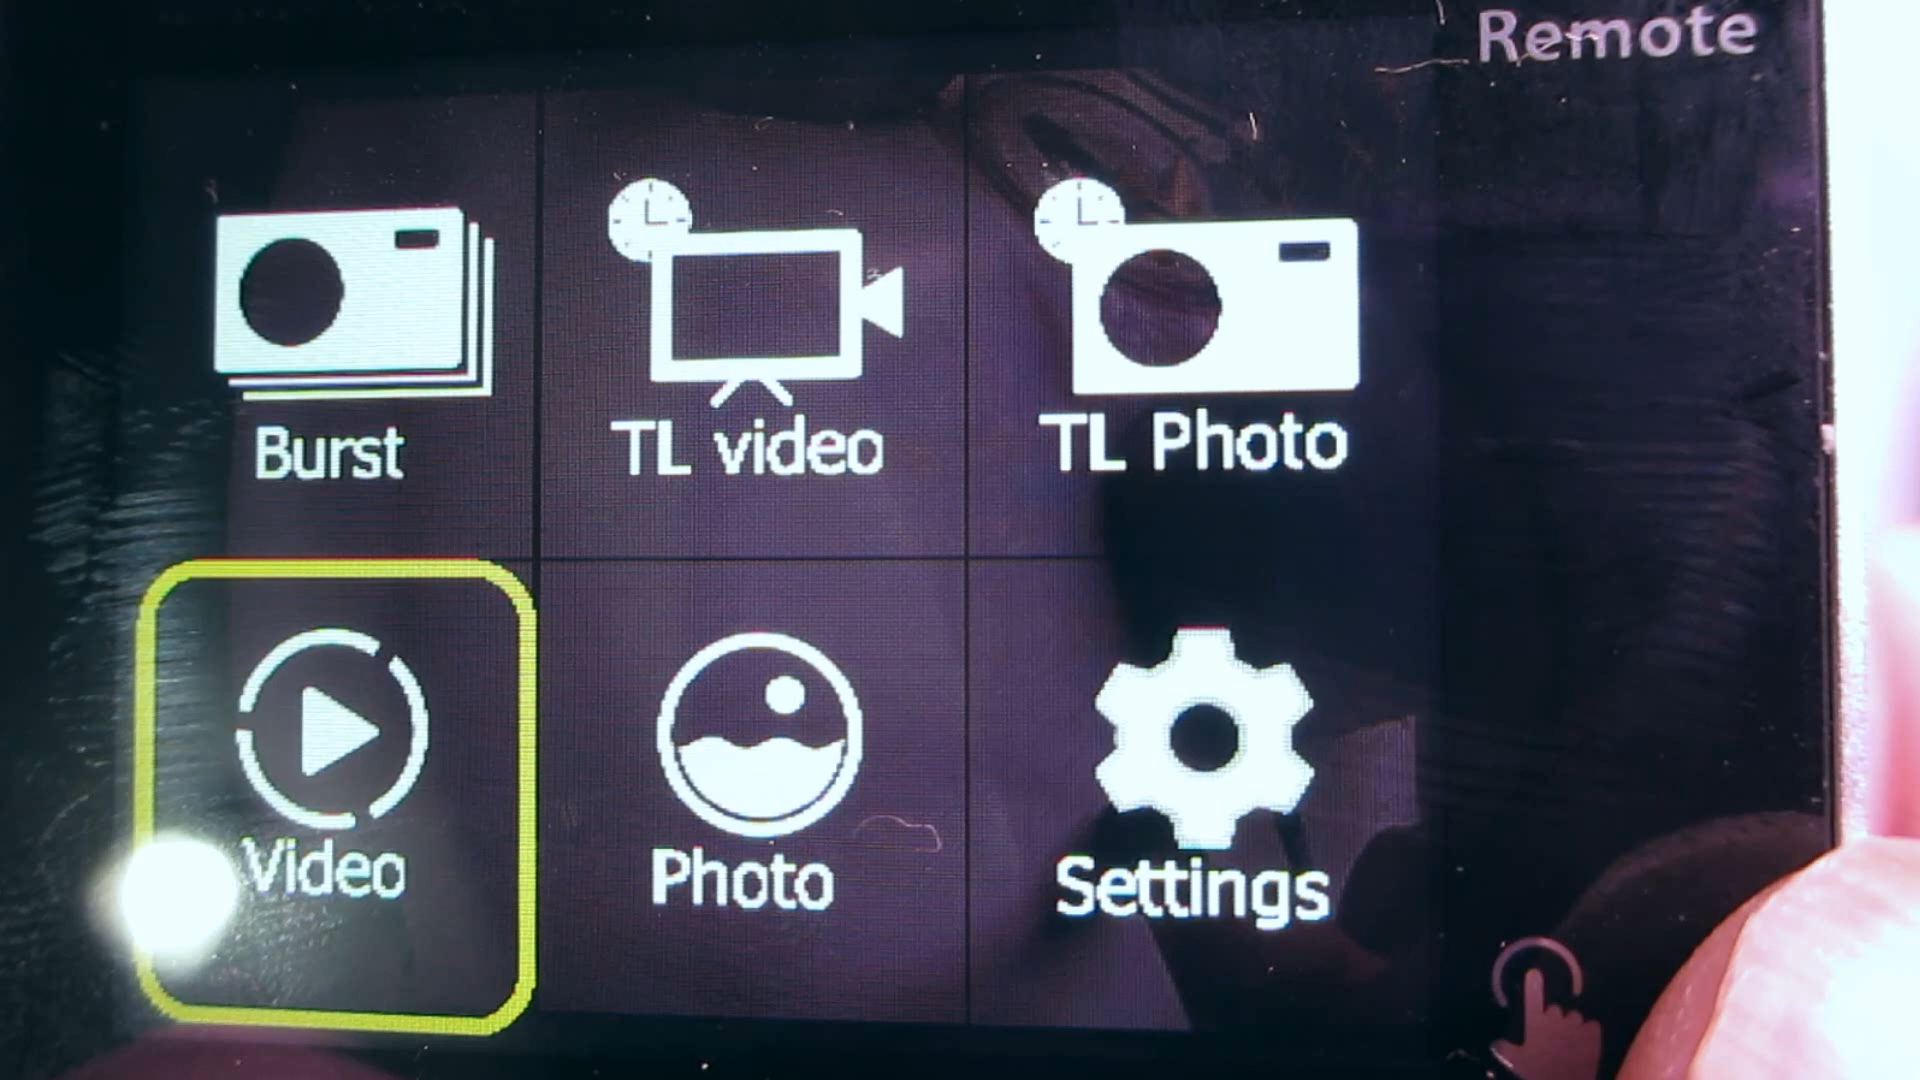 Remote
Burst
TL video
TL Photo
Video
Photo
Settings